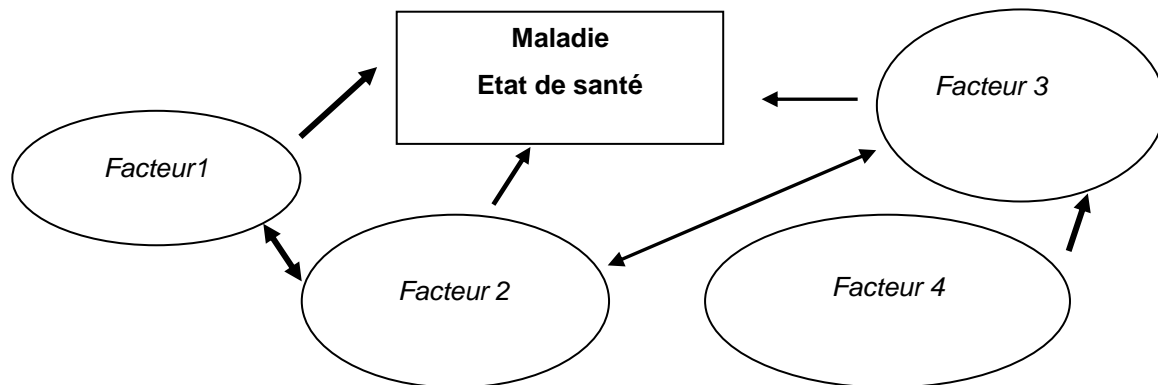 Maladie
Etat de santé
Facteur 3
Facteur1
Facteur 2
Facteur 4